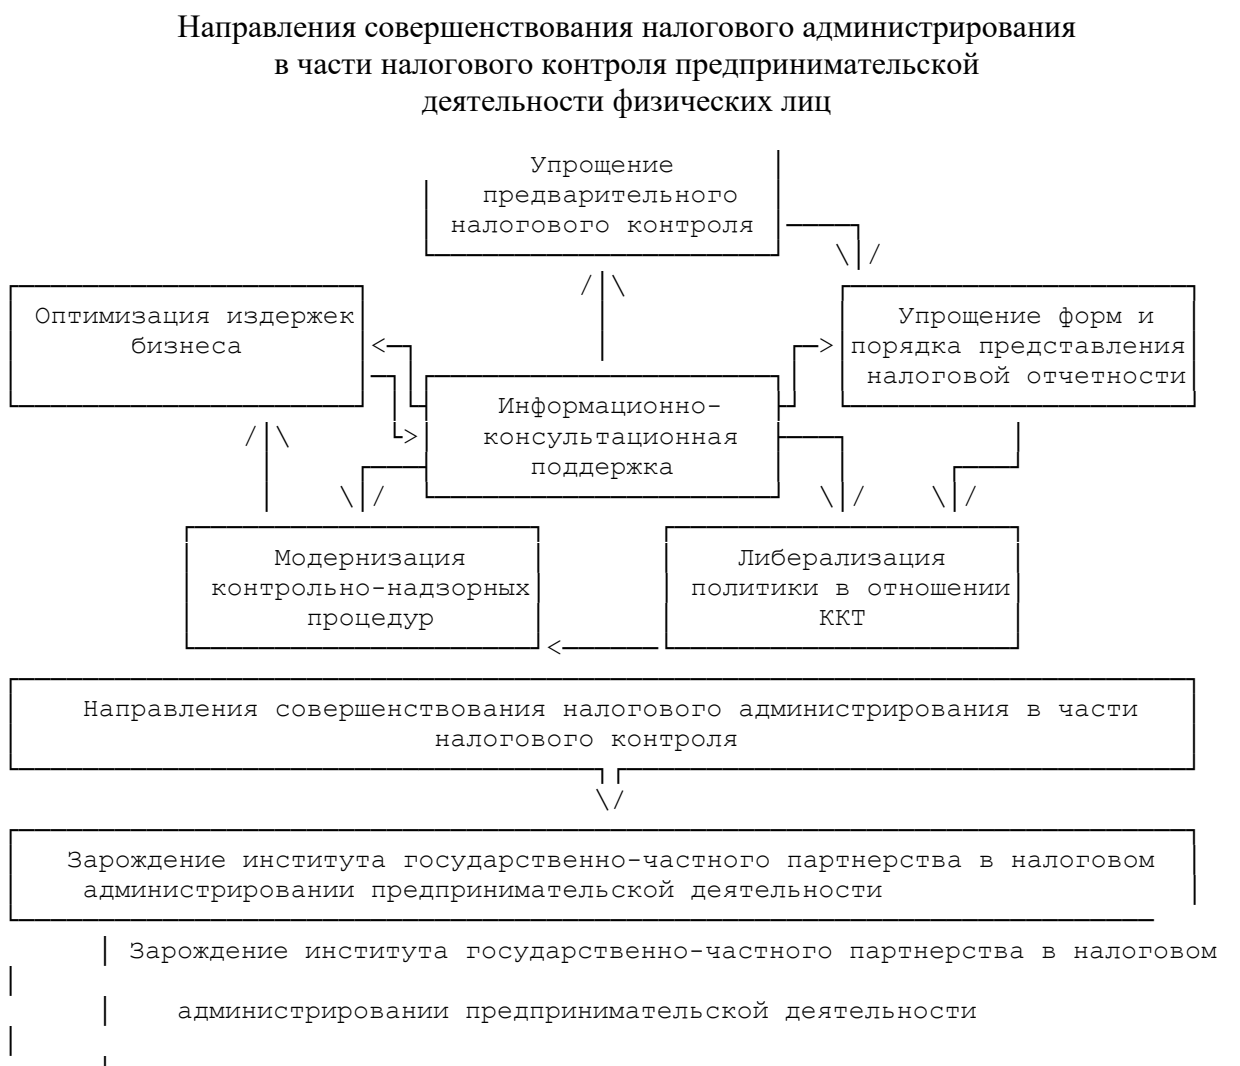 Направления совершенствования налогового администрирования
в части налогового контроля предпринимательской
деятельности физических лиц
Упрощение
предварительного
налогового контроля
Оптимизация издержек
бизнеса
Упрощение форм и
порядка представления
налоговой отчетности
Информационно-
консультационная
поддержка
Модернизация
контрольно-надзорных
процедур
Либерализация
политики в отношении
ККТ
Направления совершенствования налогового администрирования в части
налогового контроля
Зарождение института государственно-частного партнерства в налоговом
администрировании предпринимательской деятельности
Зарождение института государственно-частного партнерства в налоговом
администрировании предпринимательской деятельности